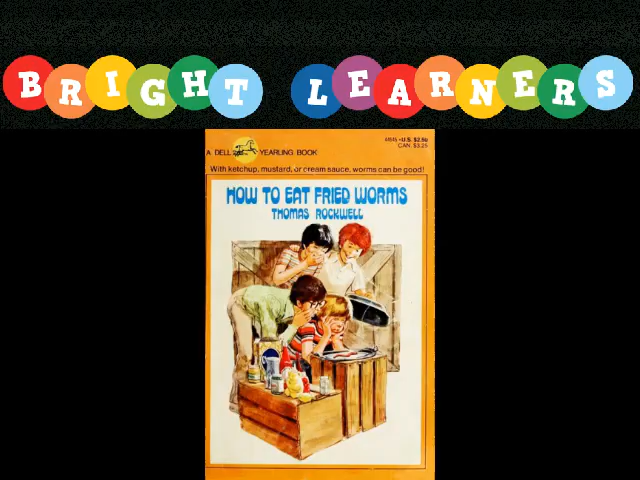 BRIGHT LEARNERS
A DELL YEARLING BOOK
U.S. $2.50
CAN. $3.25
With ketchup, mustard, or cream sauce, worms can be good!
HOW TO EAT FRIED WORMS
THOMAS ROCKWELL